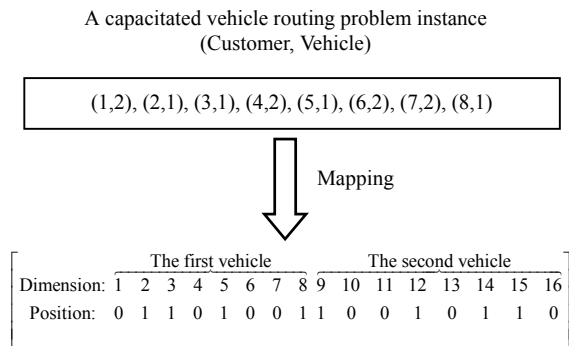 A capacitated vehicle routing problem instance
(Customer, Vehicle)
(1,2), (2,1), (3,1), (4,2), (5,1), (6,2), (7,2), (8,1)
Mapping
The first vehicle The second vehicle
Dimension: 1 2 3 4 5 6 7 8 9 10 11 12 13 14 15 16
Position: 0 1 1 0 1 0 0 1 1 0 0 1 0 1 1 0